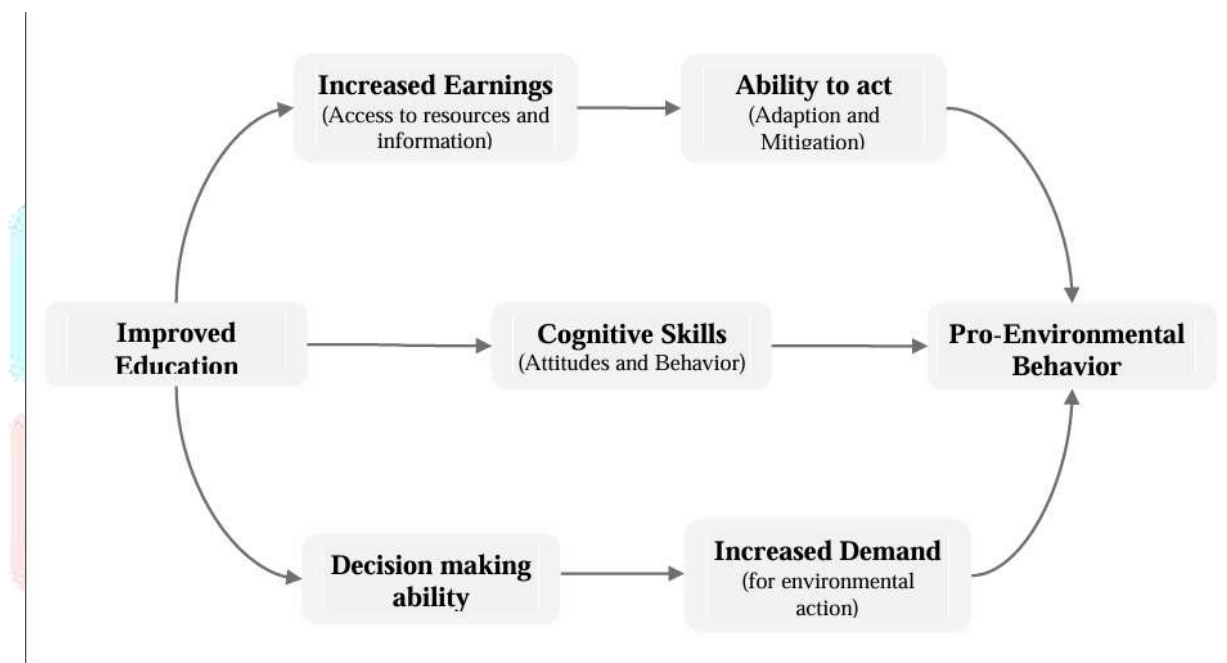 Increased Earnings
(Access to resources and
information)
Ability to act
(Adaption and
Mitigation)
Improved
Education
Cognitive Skills
(Attitudes and Behavior)
Pro-Environmental
Behavior
Decision making
ability
Increased Demand
(for environmental
action)